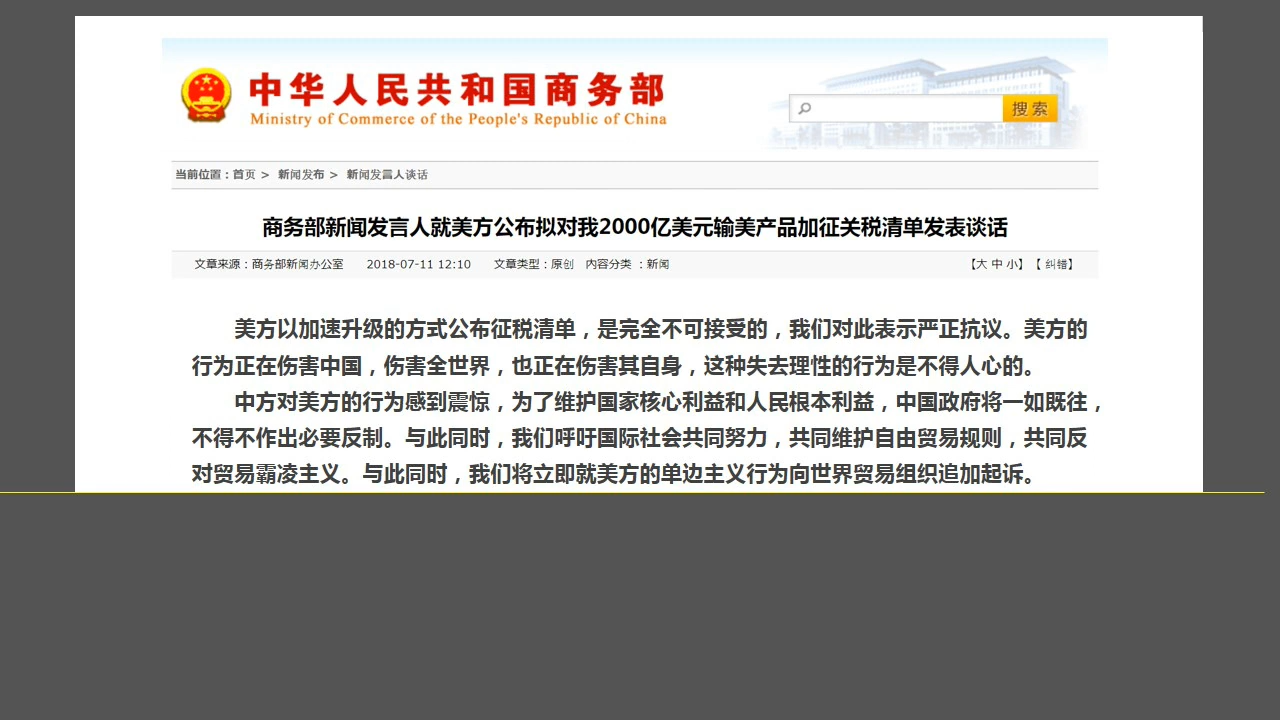 中华人民共和国商务部
Ministry of Commerce of the People's Republic of China
搜索
当前位置：首页 > 新闻发布 > 新闻发言人谈话
商务部新闻发言人就美方公布拟对我2000亿美元输美产品加征关税清单发表谈话
文章来源：商务部新闻办公室 2018-07-11 12:10 文章类型：原创 内容分类 ：新闻 【大 中 小】 【 纠错】
美方以加速升级的方式公布征税清单，是完全不可接受的，我们对此表示严正抗议。美方的
行为正在伤害中国，伤害全世界，也正在伤害其自身，这种失去理性的行为是不得人心的。
中方对美方的行为感到震惊，为了维护国家核心利益和人民根本利益，中国政府将一如既往，
不得不作出必要反制。与此同时，我们呼吁国际社会共同努力，共同维护自由贸易规则，共同反
对贸易霸凌主义。与此同时，我们将立即就美方的单边主义行为向世界贸易组织追加起诉。